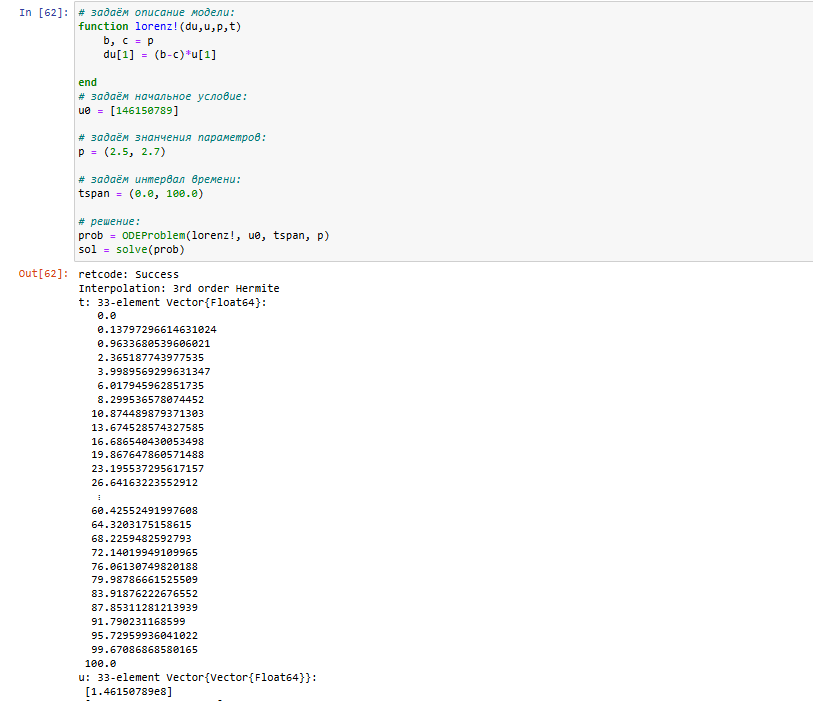 In [62]: # задаём описание модели:
function lorenz!(du,u,p,t)
    b, c = p
    du[1] = (b-c)*u[1]
end
# задаём начальное условие:
u0 = [146150789]
# задаём знанчения параметров:
p = (2.5, 2.7)
# задаём интервал времени:
tspan = (0.0, 100.0)
# решение:
prob = ODEProblem(lorenz!, u0, tspan, p)
sol = solve(prob)
Out[62]: retcode: Success
Interpolation: 3rd order Hermite
t: 33-element Vector{Float64}:
0.0
0.13797296614631024
0.9633680539606021
2.365187743977535
3.9989569299631347
6.017945962851735
8.299536578074452
10.874489879371303
13.674528574327585
16.686540430053498
19.867647860571488
23.195537295617157
26.64163223552912
⋮
60.42552491997608
64.3203175158615
68.2259482592793
72.14019949109965
76.06130749820188
79.98786661525509
83.91876222676552
87.85311281213939
91.790231168599
95.72959936041022
99.67086868580165
100.0
u: 33-element Vector{Vector{Float64}}:
[1.46150789e8]